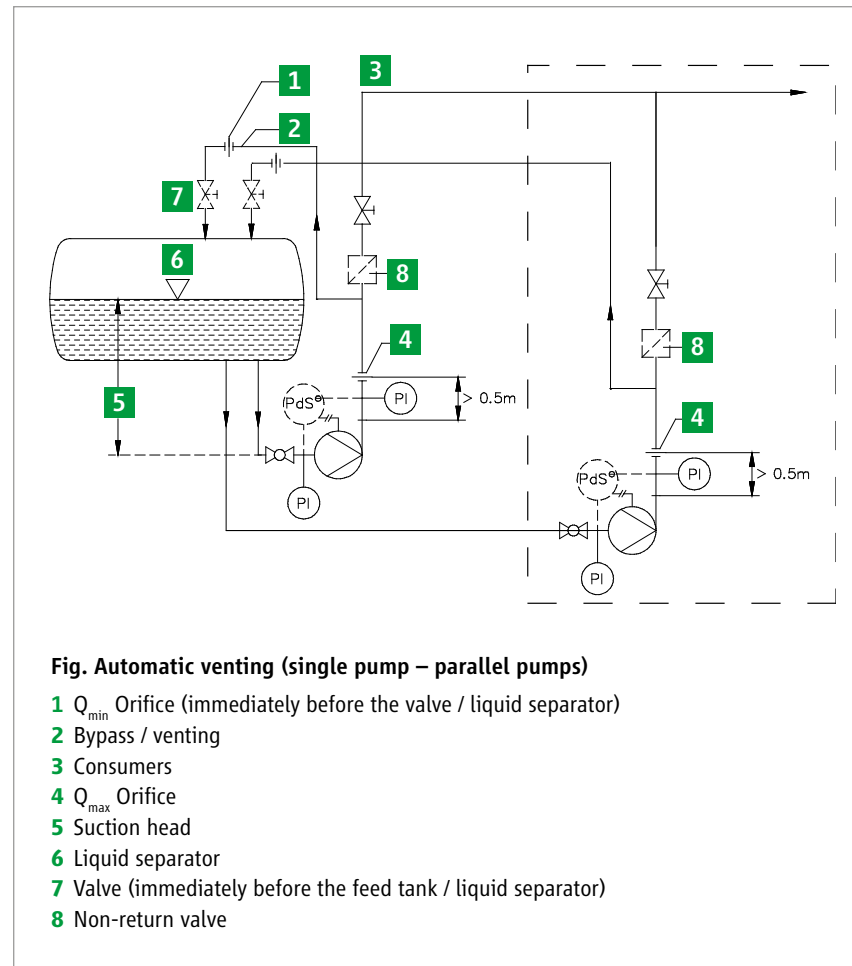 3
1
2
7
6
8
4
8
5
PdS
PI
> 0.5m
4
PI
PdS
PI
> 0.5m
PI
Fig. Automatic venting (single pump – parallel pumps)
1 Qmin Orifice (immediately before the valve / liquid separator)
2 Bypass / venting
3 Consumers
4 Qmax Orifice
5 Suction head
6 Liquid separator
7 Valve (immediately before the feed tank / liquid separator)
8 Non-return valve